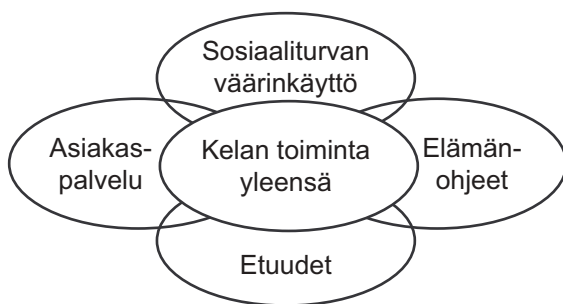 Sosiaaliturvan
väärinkäyttö
Asiakas-
palvelu
Kelan toiminta
yleensä
Elämän-
ohjeet
Etuudet